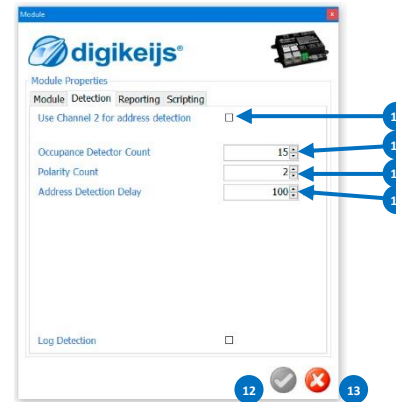 Module
digikeijs®
Module Properties
Module Detection Reporting Scripting
Use Channel 2 for address detection
Occupance Detector Count 15
Polarity Count 2
Address Detection Delay 100
Log Detection
12 13